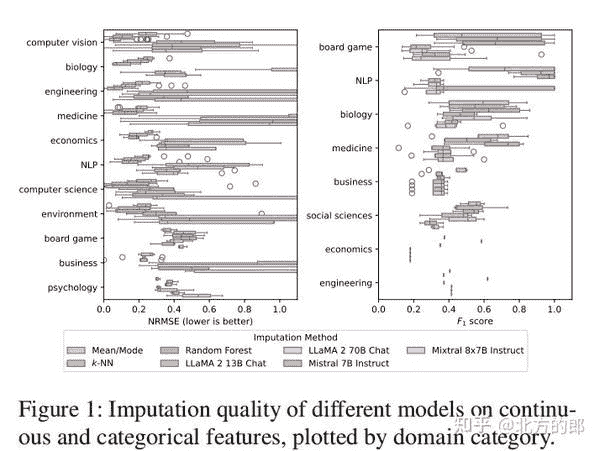 computer vision
biology
engineering
medicine
economics
NLP
computer science
environment
board game
business
psychology
0.0 0.2 0.4 0.6 0.8 1.0
NRMSE (lower is better)
board game
NLP
biology
medicine
business
social sciences
economics
engineering
0.0 0.2 0.4 0.6 0.8 1.0
F1 score
Imputation Method
Mean/Mode Random Forest LLaMA 2 70B Chat Mixtral 8x7B Instruct
k-NN LLaMA 2 13B Chat Mistral 7B Instruct
Figure 1: Imputation quality of different models on continu-
ous and categorical features, plotted by domain category.
知乎 @北方的郎